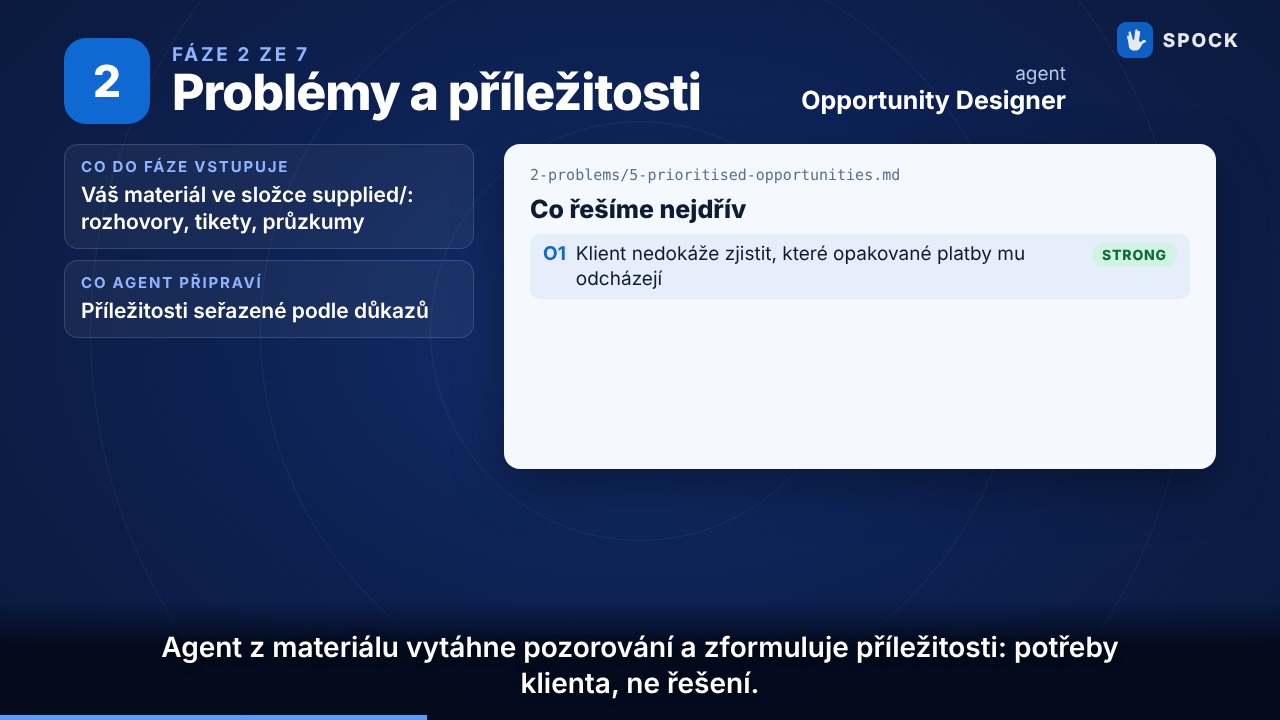 SPOCK
2
FÁZE 2 ZE 7
Problémy a příležitosti
agent
Opportunity Designer
CO DO FÁZE VSTUPUJE
Váš materiál ve složce supplied/:
rozhovory, tikety, průzkumy
CO AGENT PŘIPRAVÍ
Příležitosti seřazené podle důkazů
2-problems/5-prioritised-opportunities.md
Co řešíme nejdřív
O1 Klient nedokáže zjistit, které opakované platby mu
odcházejí
STRONG
Agent z materiálu vytáhne pozorování a zformuluje příležitosti: potřeby
klienta, ne řešení.